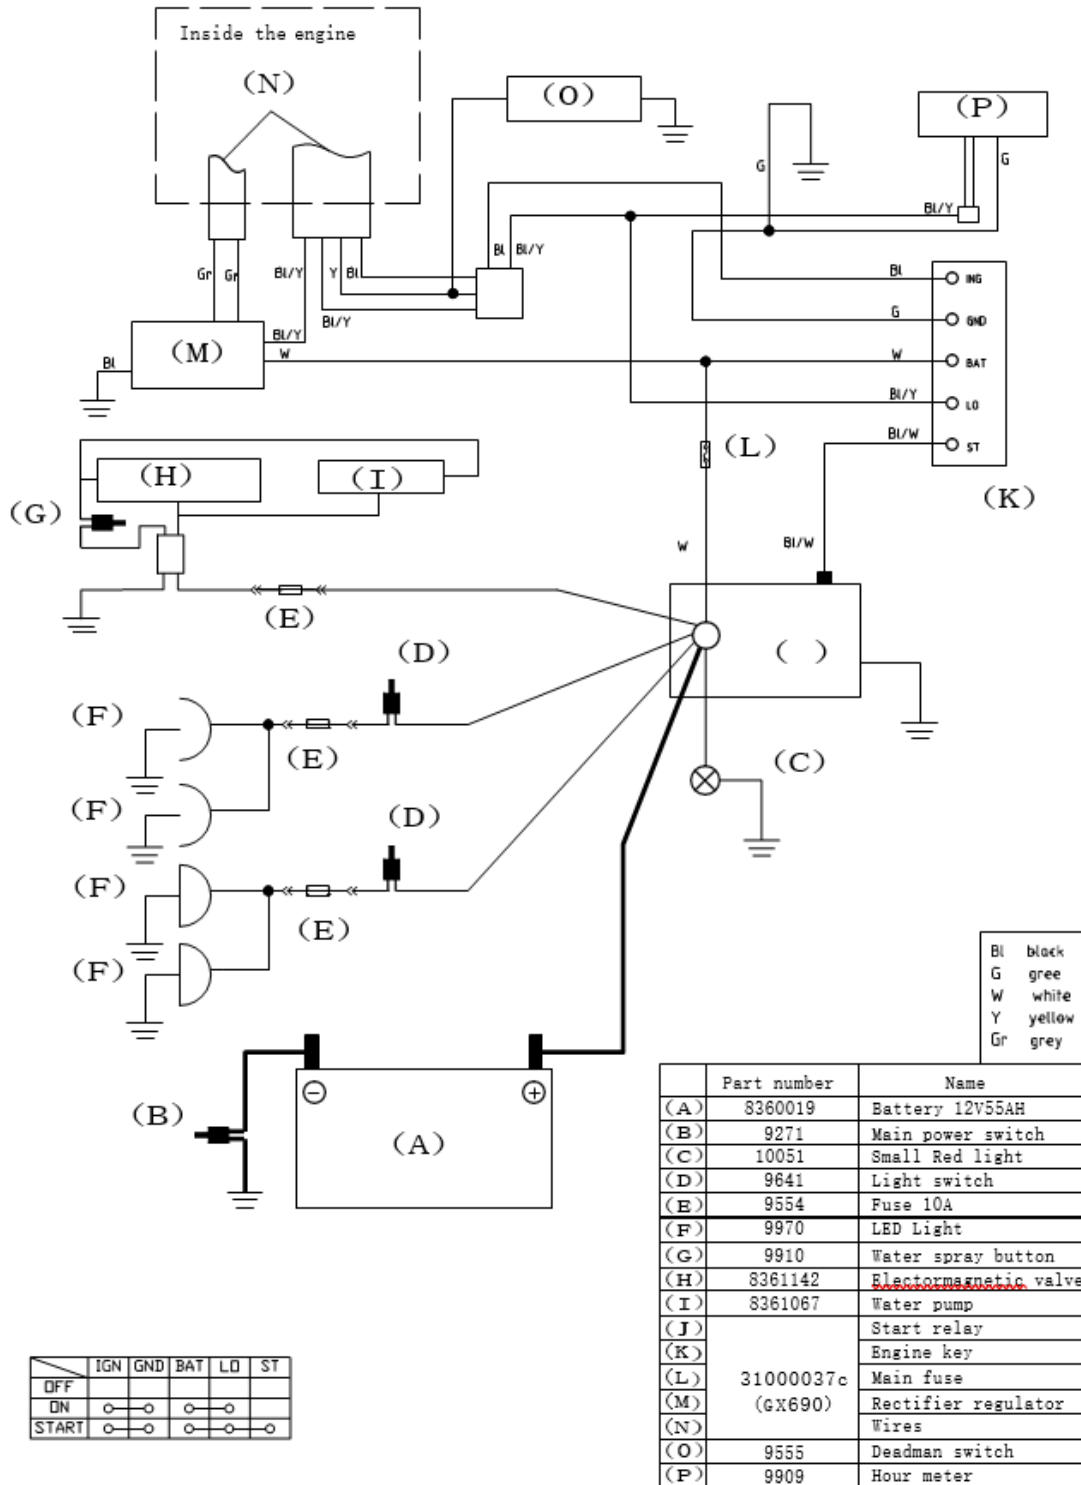 Inside the engine
(N)
(O)
(P)
G
G
Bl/Y
Gr
Gr
Bl/Y
Y
Bl
Bl
Bl/Y
Bl
ING
Bl/Y
Bl/Y
G
GND
(M)
W
W
BAT
Bl
Bl/Y
LO
Bl/W
ST
(L)
(H)
(I)
(K)
(G)
W
Bl/W
(E)
(D)
( )
(F)
(E)
(C)
(F)
(D)
(F)
(E)
(F)
Bl black
G gree
W white
Y yellow
Gr grey
(B)
−
+
(A)
Part number Name
(A) 8360019 Battery 12V55AH
(B) 9271 Main power switch
(C) 10051 Small Red light
(D) 9641 Light switch
(E) 9554 Fuse 10A
(F) 9970 LED Light
(G) 9910 Water spray button
(H) 8361142 Electormagnetic valve
(I) 8361067 Water pump
(J) Start relay
(K) Engine key
(L) 31000037c Main fuse
(M) (GX690) Rectifier regulator
(N) Wires
(O) 9555 Deadman switch
(P) 9909 Hour meter
IGN GND BAT LO ST
OFF
ON
START